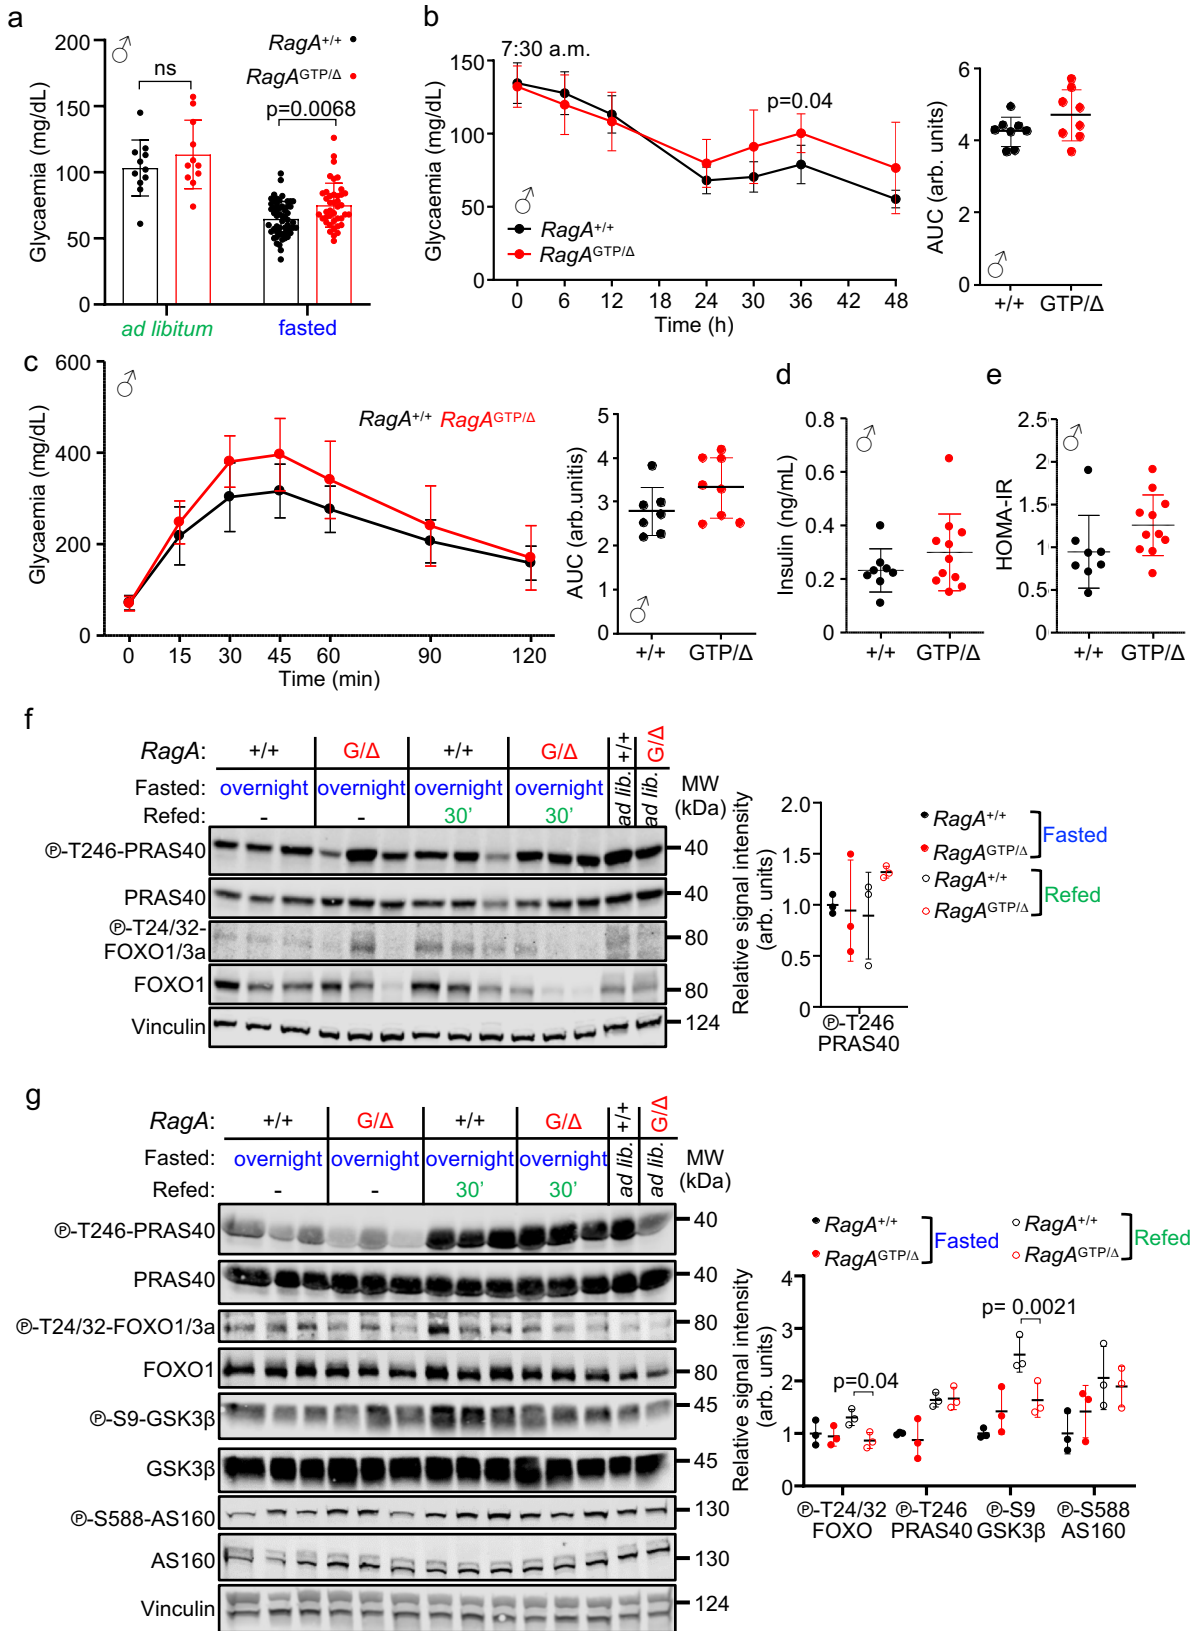 a
♂
RagA+/+
RagAGTP/Δ
ns
p=0.0068
Glycaemia (mg/dL)
200
150
100
50
0
ad libitum
fasted
b
7:30 a.m.
p=0.04
Glycaemia (mg/dL)
150
100
50
0
♂
RagA+/+
RagAGTP/Δ
0 6 12 18 24 30 36 42 48
Time (h)
AUC (arb. units)
6
4
2
0
♂
+/+ GTP/Δ
c
♂
RagA+/+ RagAGTP/Δ
Glycaemia (mg/dL)
600
400
200
0
0 15 30 45 60 90 120
Time (min)
AUC (arb.unitis)
5
4
3
2
1
0
♂
+/+ GTP/Δ
d
♂
Insulin (ng/mL)
0.8
0.6
0.4
0.2
0
+/+ GTP/Δ
e
♂
HOMA-IR
2.5
2
1.5
1
0.5
0
+/+ GTP/Δ
f
RagA: +/+ G/Δ +/+ G/Δ +/+ G/Δ
Fasted: overnight overnight overnight overnight ad lib. ad lib.
Refed: - - 30' 30'
MW
(kDa)
℗-T246-PRAS40
40
PRAS40
40
℗-T24/32-
FOXO1/3a
80
FOXO1
80
Vinculin
124
Relative signal intensity
(arb. units)
2.0
1.5
1.0
0.5
0
℗-T246
PRAS40
RagA+/+
RagAGTP/Δ
Fasted
RagA+/+
RagAGTP/Δ
Refed
g
RagA: +/+ G/Δ +/+ G/Δ +/+ G/Δ
Fasted: overnight overnight overnight overnight ad lib. ad lib.
Refed: - - 30' 30'
MW
(kDa)
℗-T246-PRAS40
40
PRAS40
40
℗-T24/32-FOXO1/3a
80
FOXO1
80
℗-S9-GSK3β
45
GSK3β
45
℗-S588-AS160
130
AS160
130
Vinculin
124
RagA+/+
RagAGTP/Δ
Fasted
RagA+/+
RagAGTP/Δ
Refed
Relative signal intensity
(arb. units)
4
3
2
1
0
p= 0.0021
p=0.04
℗-T24/32
FOXO
℗-T246
PRAS40
℗-S9
GSK3β
℗-S588
AS160